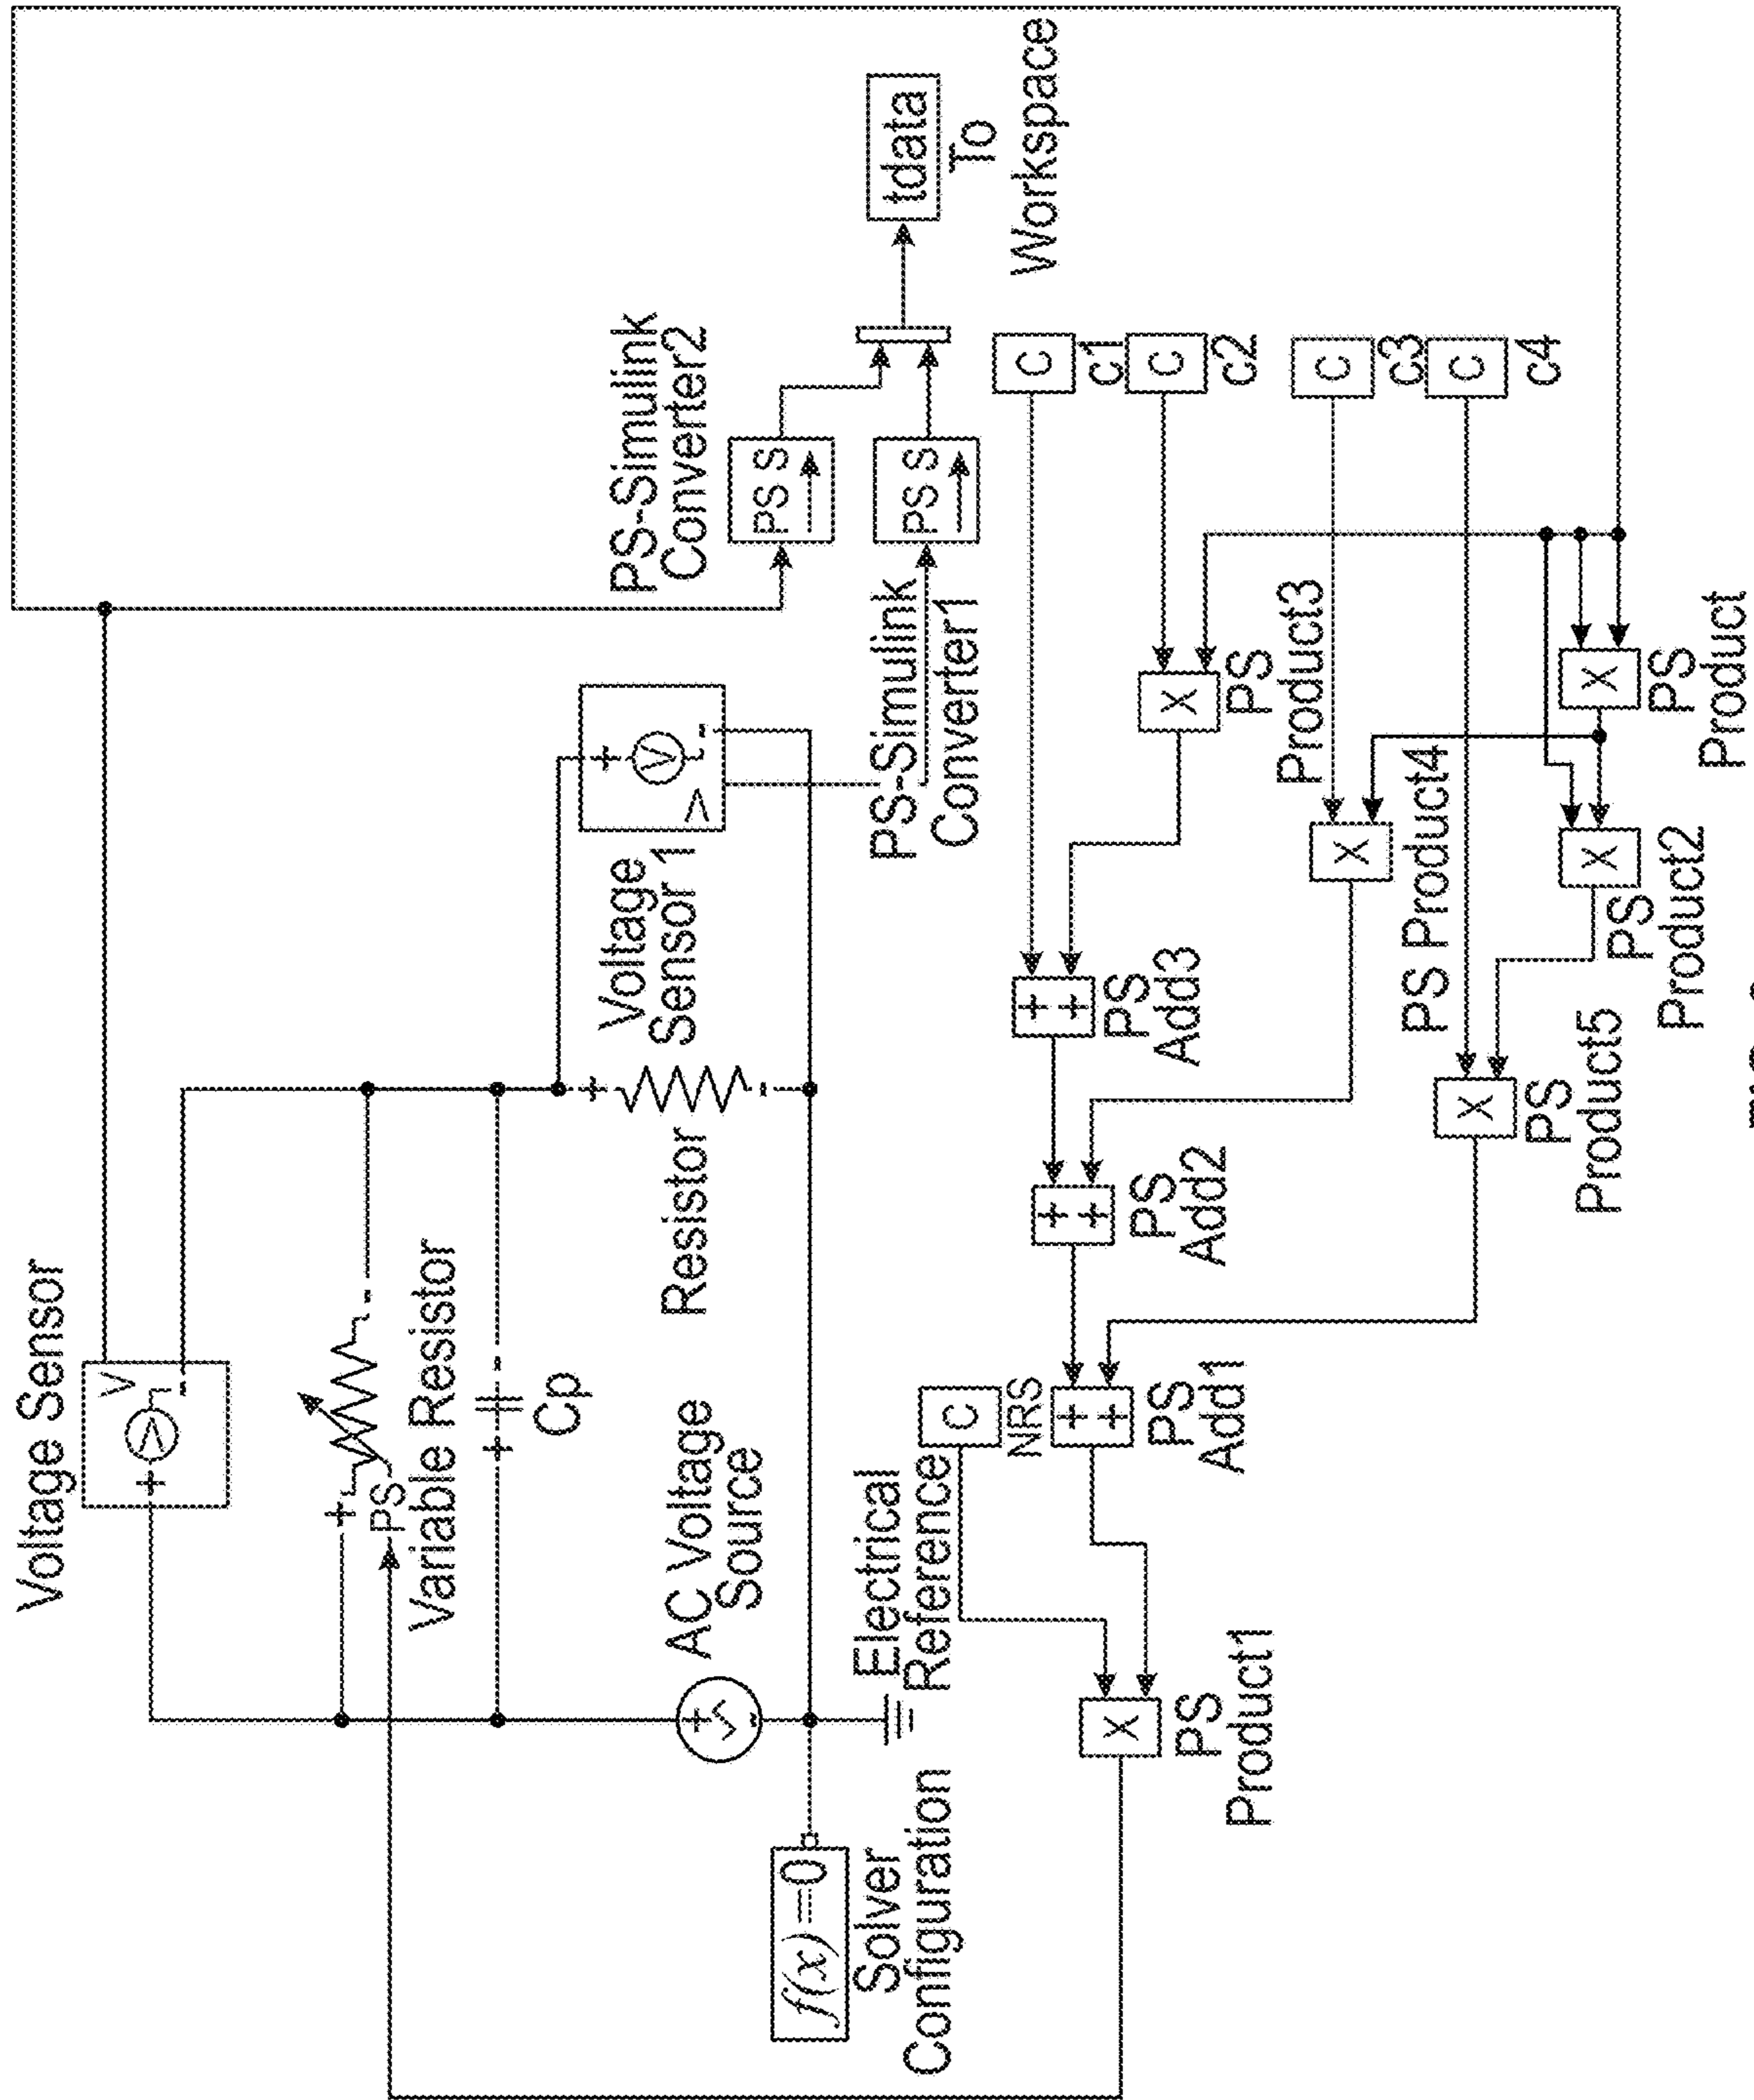 Voltage Sensor
+
V
-
+
-
PS
Variable Resistor
+
-
Cp
AC Voltage
Source
+
-
Resistor
+
-
Voltage
Sensor 1
+
V
-
V
PS-Simulink
Converter2
PS S
PS S
PS-Simulink
Converter1
tdata
To
Workspace
f(x)=0
Solver
Configuration
Electrical
Reference
C
NRS
X
PS
Product1
+
+
PS
Add1
+
+
PS
Add2
+
+
PS
Add3
C
c1
C
c2
C
c3
C
c4
X
PS
Product3
X
PS Product4
X
PS
Product5
X
PS
Product2
X
PS
Product